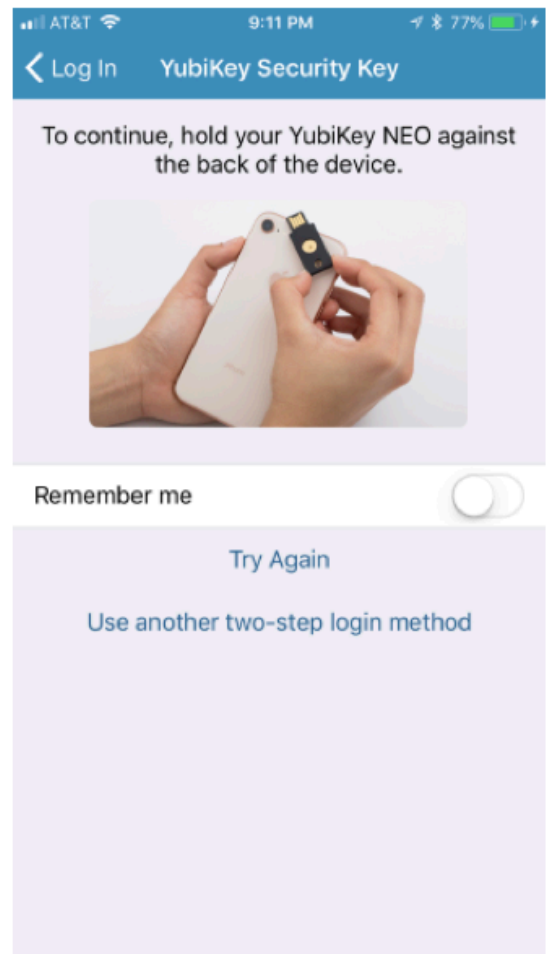 AT&T 9:11 PM 77%
Log In YubiKey Security Key
To continue, hold your YubiKey NEO against
the back of the device.
Remember me
Try Again
Use another two-step login method